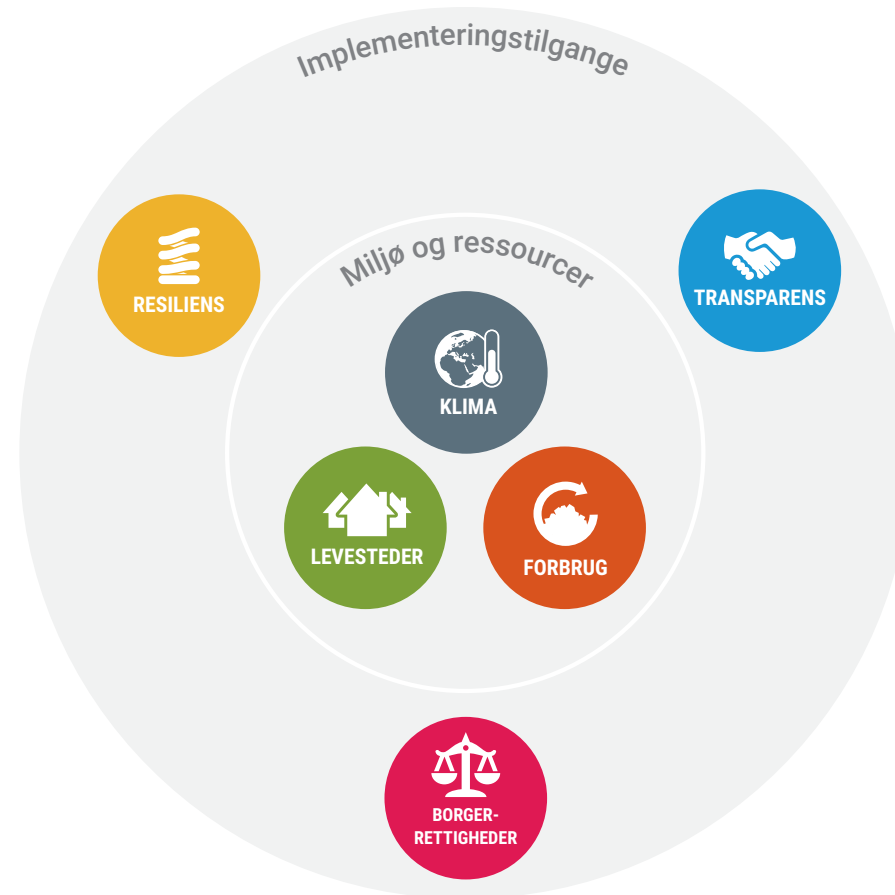 Implementeringstilgange
RESILIENS
TRANSPARENS
Miljø og ressourcer
KLIMA
LEVESTEDER
FORBRUG
BORGER-
RETTIGHEDER